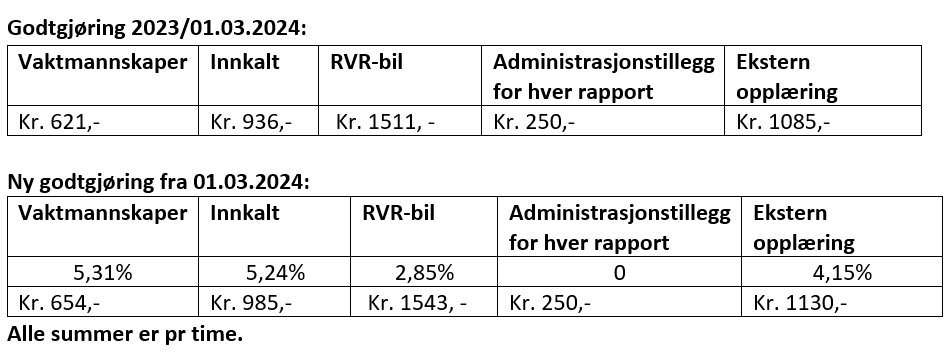 Godtgjøring 2023/01.03.2024:
Vaktmannskaper Innkalt RVR-bil Administrasjonstillegg for hver rapport Ekstern opplæring
Kr. 621,- Kr. 936,- Kr. 1511, - Kr. 250,- Kr. 1085,-
Ny godtgjøring fra 01.03.2024:
Vaktmannskaper Innkalt RVR-bil Administrasjonstillegg for hver rapport Ekstern opplæring
5,31% 5,24% 2,85% 0 4,15%
Kr. 654,- Kr. 985,- Kr. 1543, - Kr. 250,- Kr. 1130,-
Alle summer er pr time.